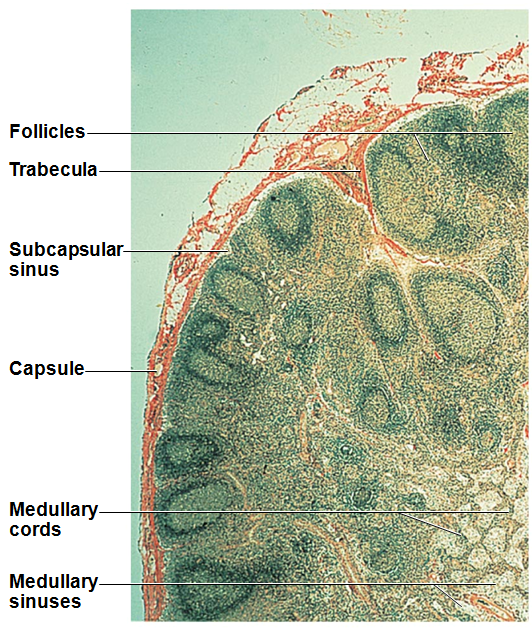 Follicles
Trabecula
Subcapsular
sinus
Capsule
Medullary
cords
Medullary
sinuses